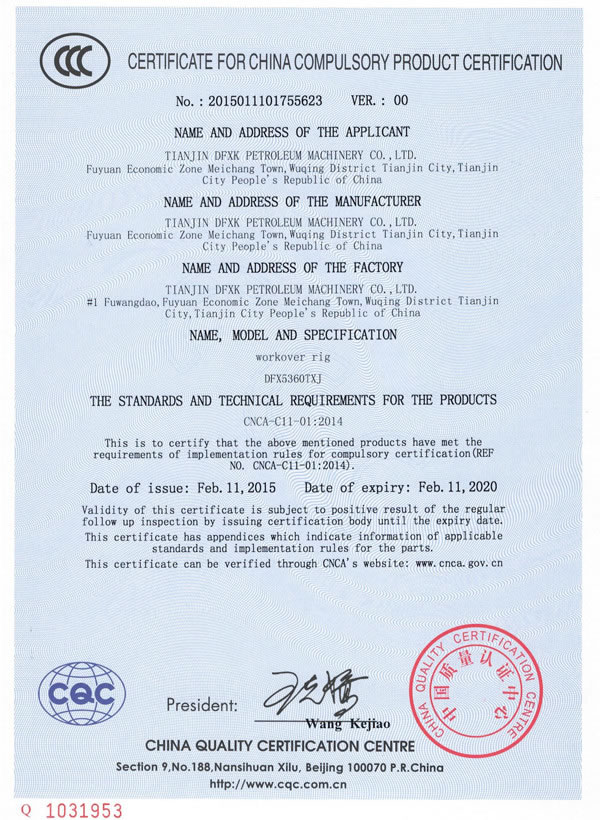 CCC
CERTIFICATE FOR CHINA COMPULSORY PRODUCT CERTIFICATION
No.: 2015011101755623 VER.: 00
NAME AND ADDRESS OF THE APPLICANT
TIANJIN DFXK PETROLEUM MACHINERY CO.,LTD.
Fuyuan Economic Zone Meichang Town,Wuqing District Tianjin City,Tianjin
City People's Republic of China
NAME AND ADDRESS OF THE MANUFACTURER
TIANJIN DFXK PETROLEUM MACHINERY CO.,LTD.
Fuyuan Economic Zone Meichang Town,Wuqing District Tianjin City,Tianjin
City People's Republic of China
NAME AND ADDRESS OF THE FACTORY
TIANJIN DFXK PETROLEUM MACHINERY CO.,LTD.
#1 Fuwangdao,Fuyuan Economic Zone Meichang Town,Wuqing District Tianjin
City,Tianjin City People's Republic of China
NAME, MODEL AND SPECIFICATION
workover rig
DFX5360TXJ
THE STANDARDS AND TECHNICAL REQUIREMENTS FOR THE PRODUCTS
CNCA-C11-01:2014
This is to certify that the above mentioned products have met the
requirements of implementation rules for compulsory certification(REF
NO. CNCA-C11-01:2014).
Date of issue: Feb.11,2015 Date of expiry: Feb.11,2020
Validity of this certificate is subject to positive result of the regular
follow up inspection by issuing certification body until the expiry date.
This certificate has appendices which indicate information of applicable
standards and implementation rules for the parts.
This certificate can be verified through CNCA's website: www.cnca.gov.cn
CHINA QUALITY CERTIFICATION CENTRE
中国质量认证中心
CQC
President: 王克娇
Wang Kejiao
CHINA QUALITY CERTIFICATION CENTRE
Section 9,No.188,Nansihuan Xilu, Beijing 100070 P.R.China
http://www.cqc.com.cn
Q 1031953